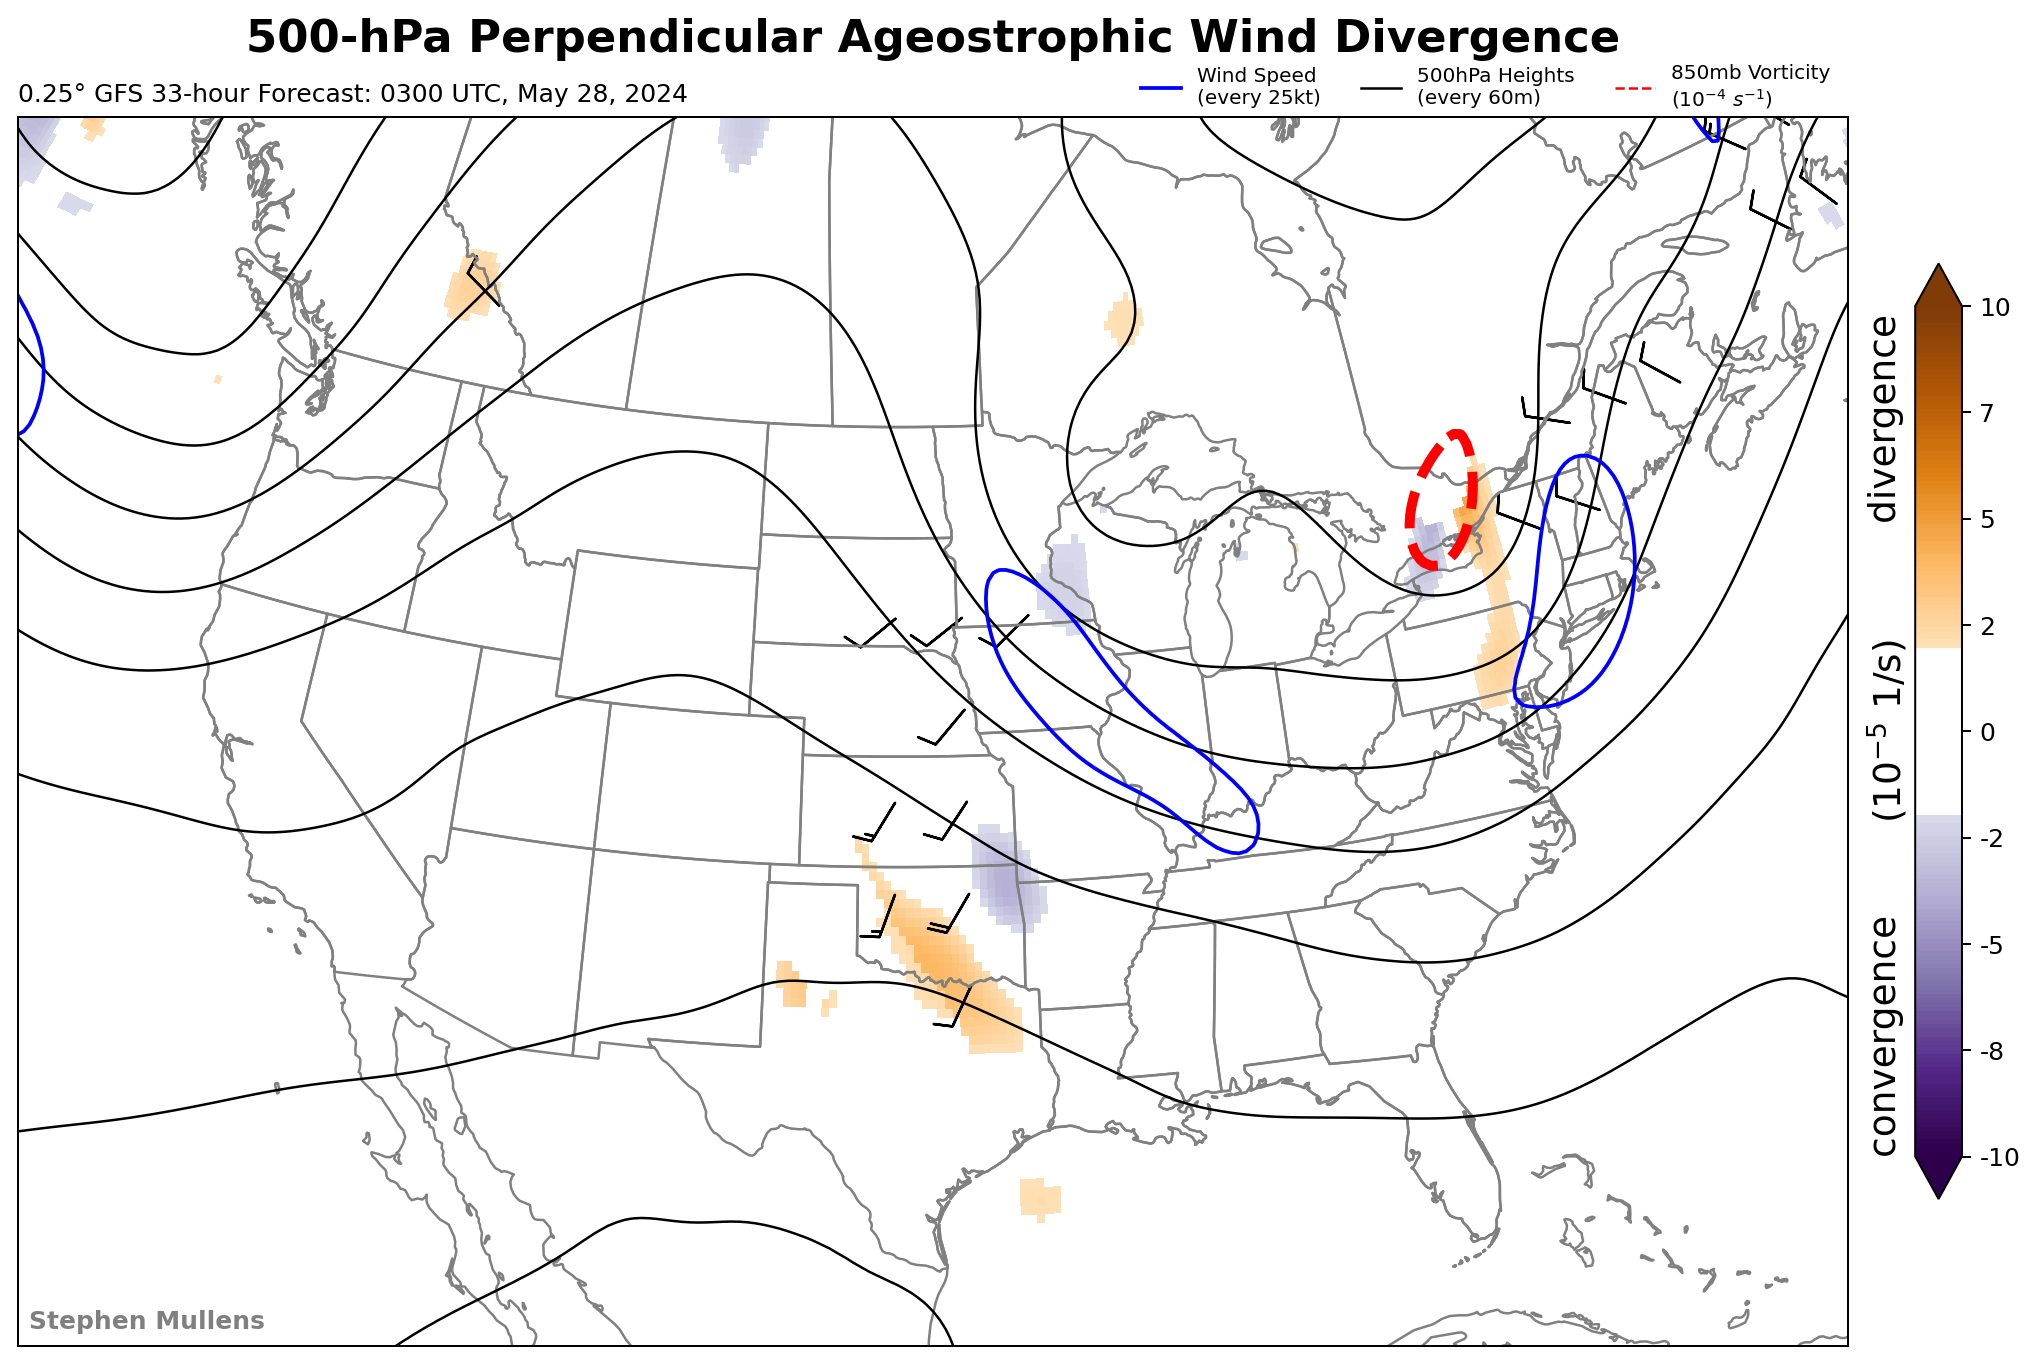 500-hPa Perpendicular Ageostrophic Wind Divergence
0.25° GFS 33-hour Forecast: 0300 UTC, May 28, 2024
Wind Speed
(every 25kt)
500hPa Heights
(every 60m)
850mb Vorticity
(10⁻⁴ s⁻¹)
10
7
5
2
0
-2
-5
-8
-10
convergence (10⁻⁵ 1/s) divergence
Stephen Mullens